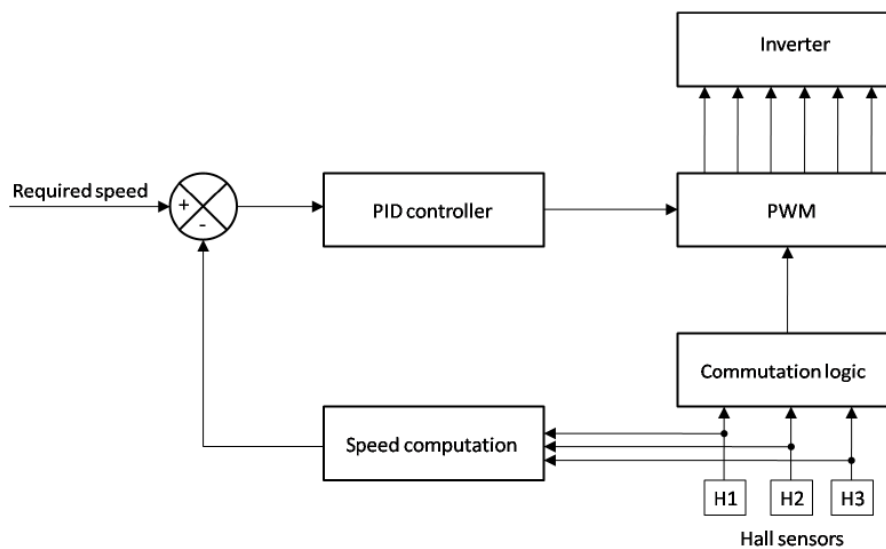 Inverter
Required speed
+
-
PID controller
PWM
Commutation logic
Speed computation
H1
H2
H3
Hall sensors